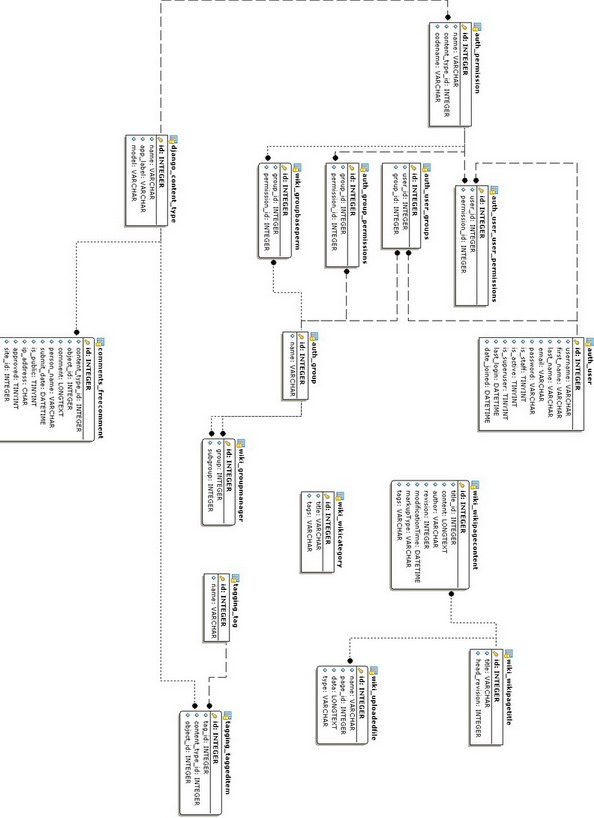 auth_permission
id: INTEGER
name: VARCHAR
content_type_id: INTEGER
codename: VARCHAR
django_content_type
id: INTEGER
name: VARCHAR
app_label: VARCHAR
model: VARCHAR
wiki_groupbaseperm
id: INTEGER
group_id: INTEGER
permission_id: INTEGER
auth_group_permissions
id: INTEGER
group_id: INTEGER
permission_id: INTEGER
auth_user_groups
id: INTEGER
user_id: INTEGER
group_id: INTEGER
auth_user_user_permissions
id: INTEGER
user_id: INTEGER
permission_id: INTEGER
auth_user
id: INTEGER
username: VARCHAR
first_name: VARCHAR
last_name: VARCHAR
email: VARCHAR
password: VARCHAR
is_staff: TINYINT
is_active: TINYINT
is_superuser: TINYINT
last_login: DATETIME
date_joined: DATETIME
comments_freecomment
id: INTEGER
content_type_id: INTEGER
object_id: INTEGER
comment: LONGTEXT
person_name: VARCHAR
submit_date: DATETIME
is_public: TINYINT
ip_address: CHAR
approved: TINYINT
site_id: INTEGER
auth_group
id: INTEGER
name: VARCHAR
wiki_groupmanager
id: INTEGER
group: INTEGER
subgroup: INTEGER
wiki_wikicategory
id: INTEGER
title: VARCHAR
tags: VARCHAR
wiki_wikipagecontent
id: INTEGER
title_id: INTEGER
content: LONGTEXT
author: VARCHAR
revision: INTEGER
modificationTime: DATETIME
markupType: VARCHAR
tags: VARCHAR
tagging_tag
id: INTEGER
name: VARCHAR
wiki_wikipagetitle
id: INTEGER
title: VARCHAR
head_revision: INTEGER
wiki_uploadedfile
id: INTEGER
name: VARCHAR
page_id: INTEGER
data: LONGTEXT
type: VARCHAR
tagging_taggeditem
id: INTEGER
tag_id: INTEGER
content_type_id: INTEGER
object_id: INTEGER